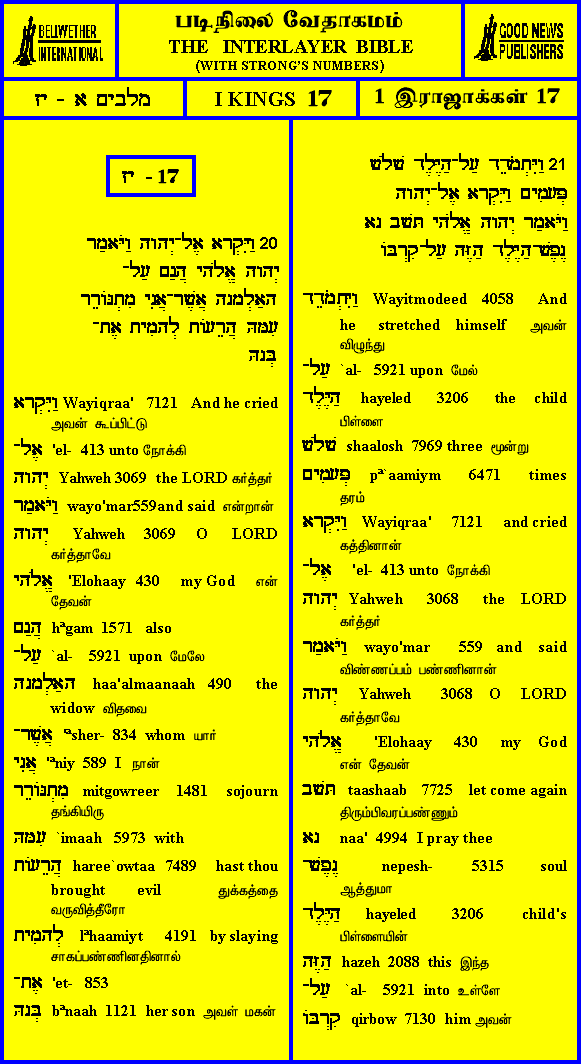 BELLWETHER
INTERNATIONAL
படிநிலை வேதாகமம்
THE INTERLAYER BIBLE
(WITH STRONG'S NUMBERS)
GOOD NEWS
PUBLISHERS
מלבים א - יז
I KINGS 17
1 இராஜாக்கள் 17
יז - 17
20 וַיִּקְרָא אֶל־יְהוָה וַיֹּאמַר
יְהוָה אֱלֹהָי הֲגַם עַל־
הָאַלְמָנָה אֲשֶׁר־אֲנִי מִתְגּוֹרֵר
עִמָּהּ הֲרֵעוֹתָ לְהָמִית אֶת־
בְּנָהּ
וַיִּקְרָא Wayiqraa' 7121 And he cried
அவன் கூப்பிட்டு
אֶל־ 'el- 413 unto நோக்கி
יְהוָה Yahweh 3069 the LORD கர்த்தர்
וַיֹּאמַר wayo'mar559and said என்றான்
יְהוָה Yahweh 3069 O LORD
கர்த்தாவே
אֱלֹהָי 'Elohaay 430 my God என்
தேவன்
הֲגַם hªgam 1571 also
עַל־ `al- 5921 upon மேலே
הָאַלְמָנָה haa'almaanaah 490 the
widow விதவை
אֲשֶׁר־ 'ªsher- 834 whom யார்
אֲנִי 'ªniy 589 I நான்
מִתְגּוֹרֵר mitgowreer 1481 sojourn
தங்கியிரு
עִמָּהּ `imaah 5973 with
הֲרֵעוֹתָ haree`owtaa 7489 hast thou
brought evil துக்கத்தை
வருவித்தீரோ
לְהָמִית lªhaamiyt 4191 by slaying
சாகப்பண்ணினதினால்
אֶת־ 'et- 853
בְּנָהּ bªnaah 1121 her son அவள் மகன்
21 וַיִּתְמֹדֵד עַל־הַיֶּלֶד שָׁלֹשׁ
פְּעָמִים וַיִּקְרָא אֶל־יְהוָה
וַיֹּאמַר יְהוָה אֱלֹהָי תָּשָׁב נָא
נֶפֶשׁ־הַיֶּלֶד הַזֶּה עַל־קִרְבּוֹ
וַיִּתְמֹדֵד Wayitmodeed 4058 And
he stretched himself அவன்
விழுந்து
עַל־ `al- 5921 upon மேல்
הַיֶּלֶד hayeled 3206 the child
பிள்ளை
שָׁלֹשׁ shaalosh 7969 three மூன்று
פְּעָמִים pª`aamiym 6471 times
தரம்
וַיִּקְרָא Wayiqraa' 7121 and cried
கத்தினான்
אֶל־ 'el- 413 unto நோக்கி
יְהוָה Yahweh 3068 the LORD
கர்த்தர்
וַיֹּאמַר wayo'mar 559 and said
விண்ணப்பம் பண்ணினான்
יְהוָה Yahweh 3068 O LORD
கர்த்தாவே
אֱלֹהָי 'Elohaay 430 my God
என் தேவன்
תָּשָׁב taashaab 7725 let come again
திரும்பிவரப்பண்ணும்
נָא naa' 4994 I pray thee
נֶפֶשׁ־ nepesh- 5315 soul
ஆத்துமா
הַיֶּלֶד hayeled 3206 child's
பிள்ளையின்
הַזֶּה hazeh 2088 this இந்த
עַל־ `al- 5921 into உள்ளே
קִרְבּוֹ qirbow 7130 him அவன்